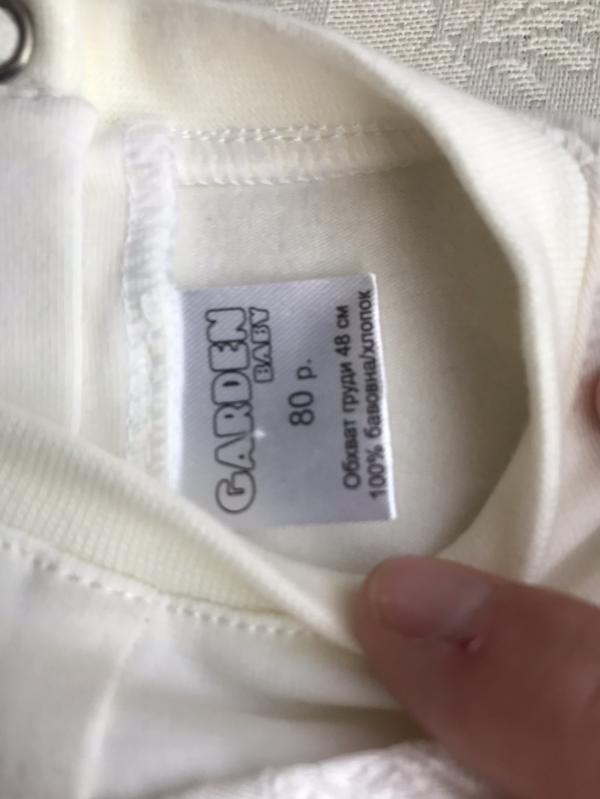 GARDEN
BABY
80 р.
Обхват груди 48 см
100% бавовна/хлопок